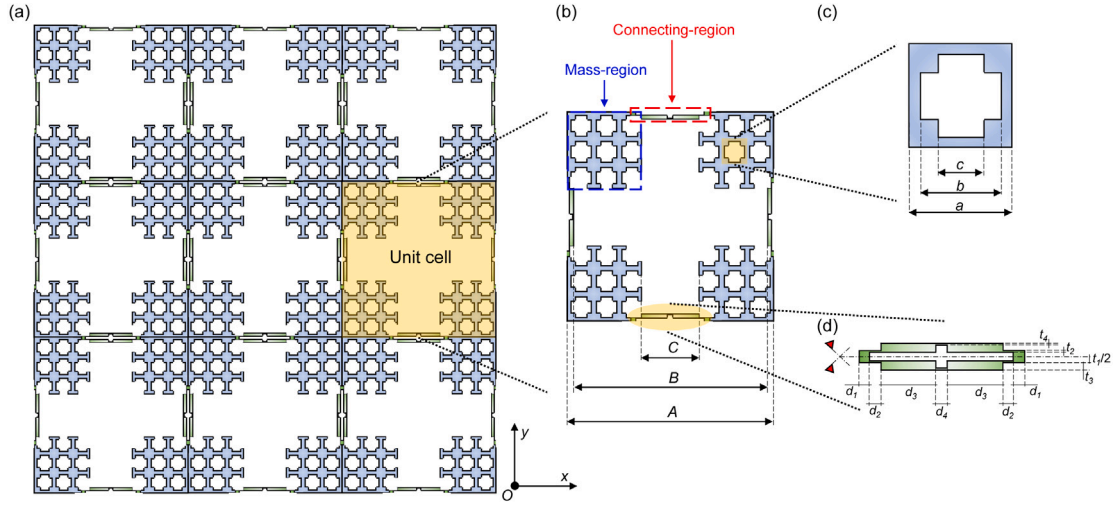 (a)
Unit cell
y
O
x
(b)
Connecting-region
Mass-region
C
B
A
(c)
c
b
a
(d)
t4
t2
t1/2
t3
d1
d2
d3
d4
d3
d2
d1